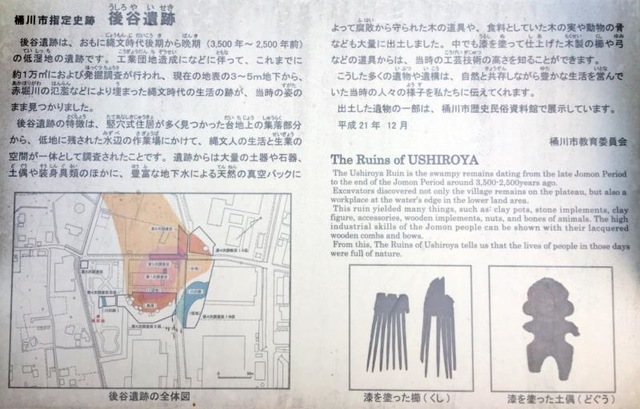 桶川市指定史跡 後谷遺跡
うしろや いせき
後谷遺跡は、おもに縄文時代後期から晩期(3,500年~2,500年前)
の低湿地の遺跡です。工業団地造成などに伴って、これまでに
約1万㎡におよぶ発掘調査が行われ、現在の地表の3~5m地下から、
赤堀川の氾濫などにより埋まった縄文時代の生活の跡が、当時の姿の
まま見つかりました。
後谷遺跡の特徴は、竪穴式住居が多く見つかった台地上の集落部分
から、低地に残された水辺の作業場にかけて、縄文人の生活と生業の
空間が一体として調査されたことです。遺跡からは大量の土器や石器、
土偶や装身具類のほかに、豊富な地下水による天然の真空パックに
後谷遺跡の全体図
よって腐敗から守られた木の道具や、食料としていた木の実や動物の骨
なども大量に出土しました。中でも漆を塗って仕上げた木製の櫛や弓
などの道具からは、当時の工芸技術の高さを知ることができます。
こうした多くの遺物や遺構は、自然と共存しながら豊かな生活を営んで
いた当時の人々の様子を私たちに伝えてくれます。
出土した遺物の一部は、桶川市歴史民俗資料館で展示しています。
平成21年12月
桶川市教育委員会
The Ruins of USHIROYA
The Ushiroya Ruin is the swampy remains dating from the late Jomon Period
to the end of the Jomon Period around 3,500-2,500years ago.
Excavators discovered not only the village remains on the plateau, but also a
workplace at the water's edge in the lower land area.
This ruin yielded many things, such as: clay pots, stone implements, clay
figure, accessories, wooden implements, nuts, and bones of animals. The high
industrial skills of the Jomon people can be shown with their lacquered
wooden combs and bows.
From this, The Ruins of Ushiroya tells us that the lives of people in those days
were full of nature.
漆を塗った櫛(くし)
漆を塗った土偶(どぐう)